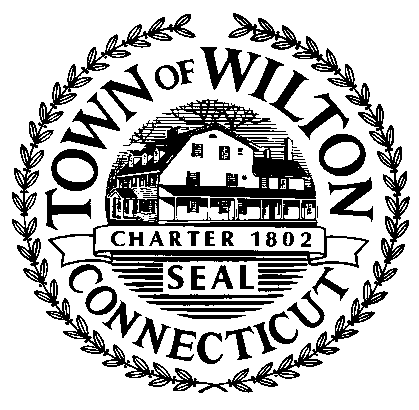 TOWN OF WILTON
CHARTER 1802
SEAL
CONNECTICUT